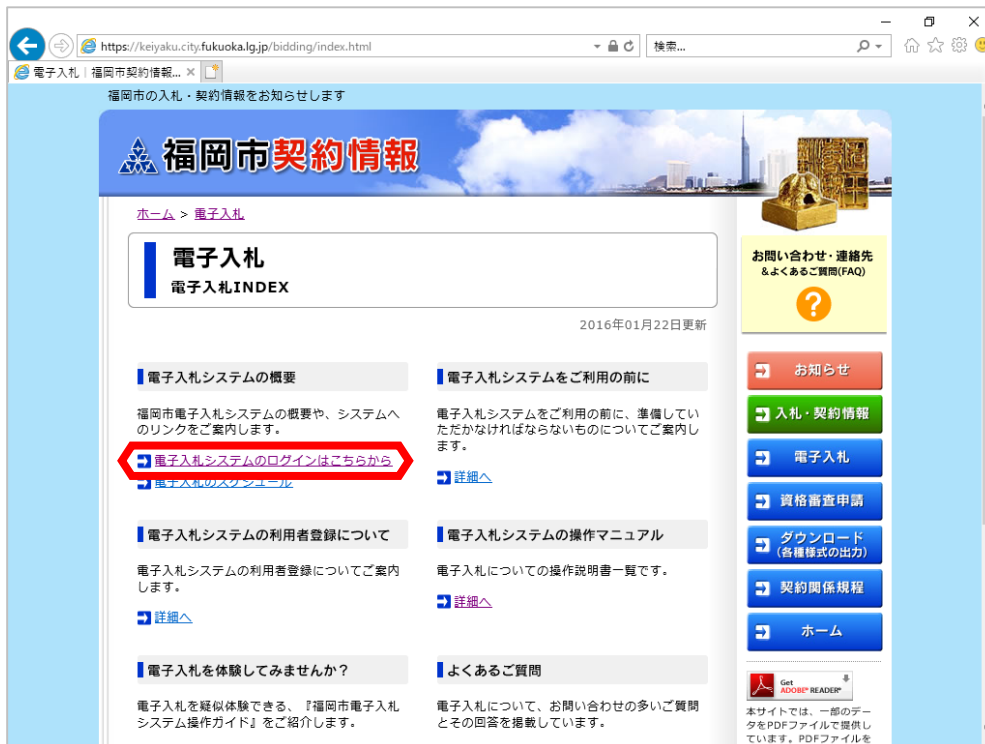 https://keiyaku.city.fukuoka.lg.jp/bidding/index.html
検索...
電子入札 | 福岡市契約情報...
福岡市の入札・契約情報をお知らせします
福岡市契約情報
ホーム > 電子入札
電子入札
電子入札INDEX
2016年01月22日更新
電子入札システムの概要
福岡市電子入札システムの概要や、システムへ
のリンクをご案内します。
電子入札システムのログインはこちらから
電子入札のスケジュール
電子入札システムをご利用の前に
電子入札システムをご利用の前に、準備してい
ただかなければならないものについてご案内し
ます。
詳細へ
電子入札システムの利用者登録について
電子入札システムの利用者登録についてご案内
します。
詳細へ
電子入札システムの操作マニュアル
電子入札についての操作説明書一覧です。
詳細へ
電子入札を体験してみませんか？
電子入札を疑似体験できる、『福岡市電子入札
システム操作ガイド』をご紹介します。
よくあるご質問
電子入札について、お問い合わせの多いご質問
とその回答を掲載しています。
お問い合わせ・連絡先
&よくあるご質問(FAQ)
?
お知らせ
入札・契約情報
電子入札
資格審査申請
ダウンロード
(各種様式の出力)
契約関係規程
ホーム
Get
ADOBE® READER®
本サイトでは、一部のデー
タをPDFファイルで提供し
ています。PDFファイルを